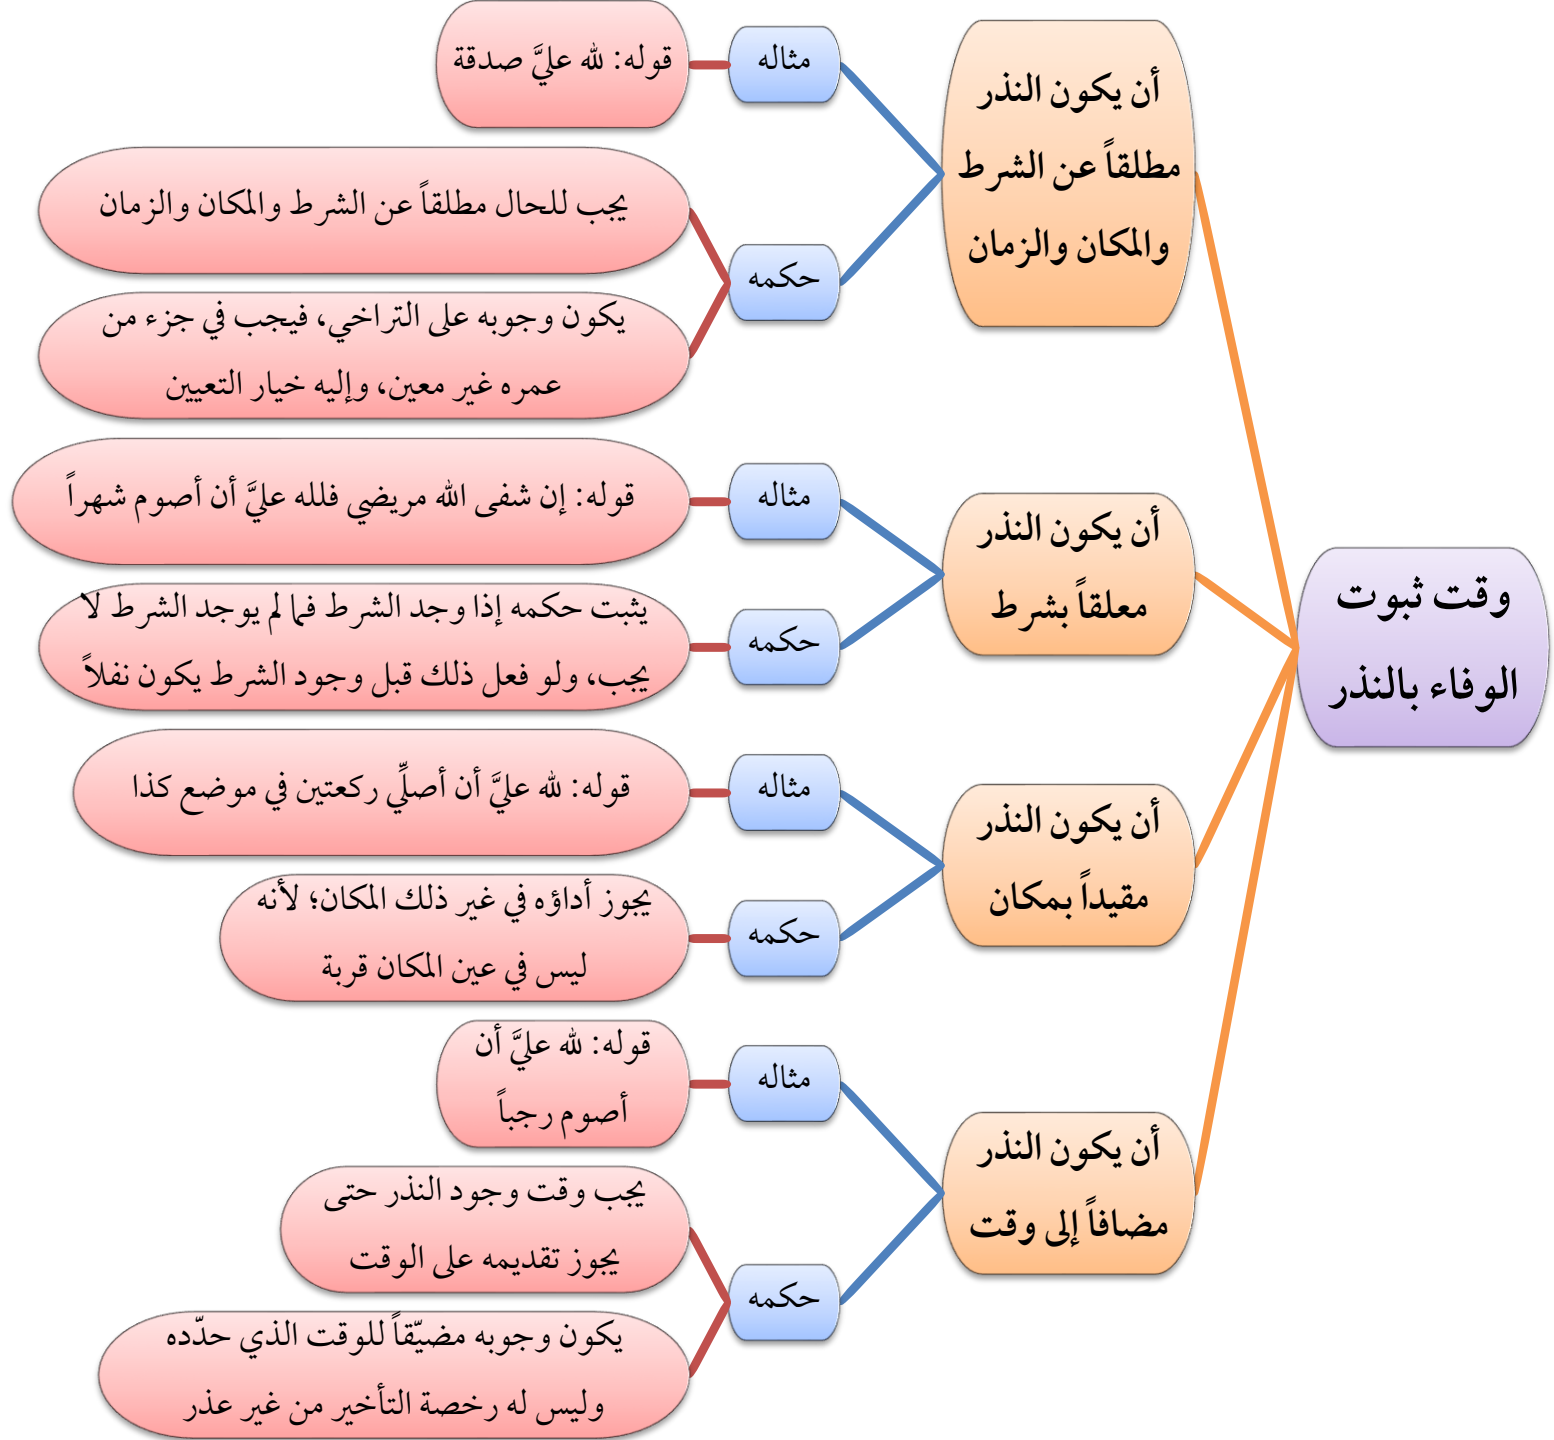 وقت ثبوت
الوفاء بالنذر
أن يكون النذر
مطلقاً عن الشرط
والمكان والزمان
مثاله
قوله: لله عليَّ صدقة
حكمه
يجب للحال مطلقاً عن الشرط والمكان والزمان
يكون وجوبه على التراخي، فيجب في جزء من
عمره غير معين، وإليه خيار التعيين
أن يكون النذر
معلقاً بشرط
مثاله
قوله: إن شفى الله مريضي فلله عليَّ أن أصوم شهراً
حكمه
يثبت حكمه إذا وجد الشرط فما لم يوجد الشرط لا
يجب، ولو فعل ذلك قبل وجود الشرط يكون نفلاً
أن يكون النذر
مقيداً بمكان
مثاله
قوله: لله عليَّ أن أصلِّي ركعتين في موضع كذا
حكمه
يجوز أداؤه في غير ذلك المكان؛ لأنه
ليس في عين المكان قربة
أن يكون النذر
مضافاً إلى وقت
مثاله
قوله: لله عليَّ أن
أصوم رجباً
حكمه
يجب وقت وجود النذر حتى
يجوز تقديمه على الوقت
يكون وجوبه مضيّقاً للوقت الذي حدّده
وليس له رخصة التأخير من غير عذر